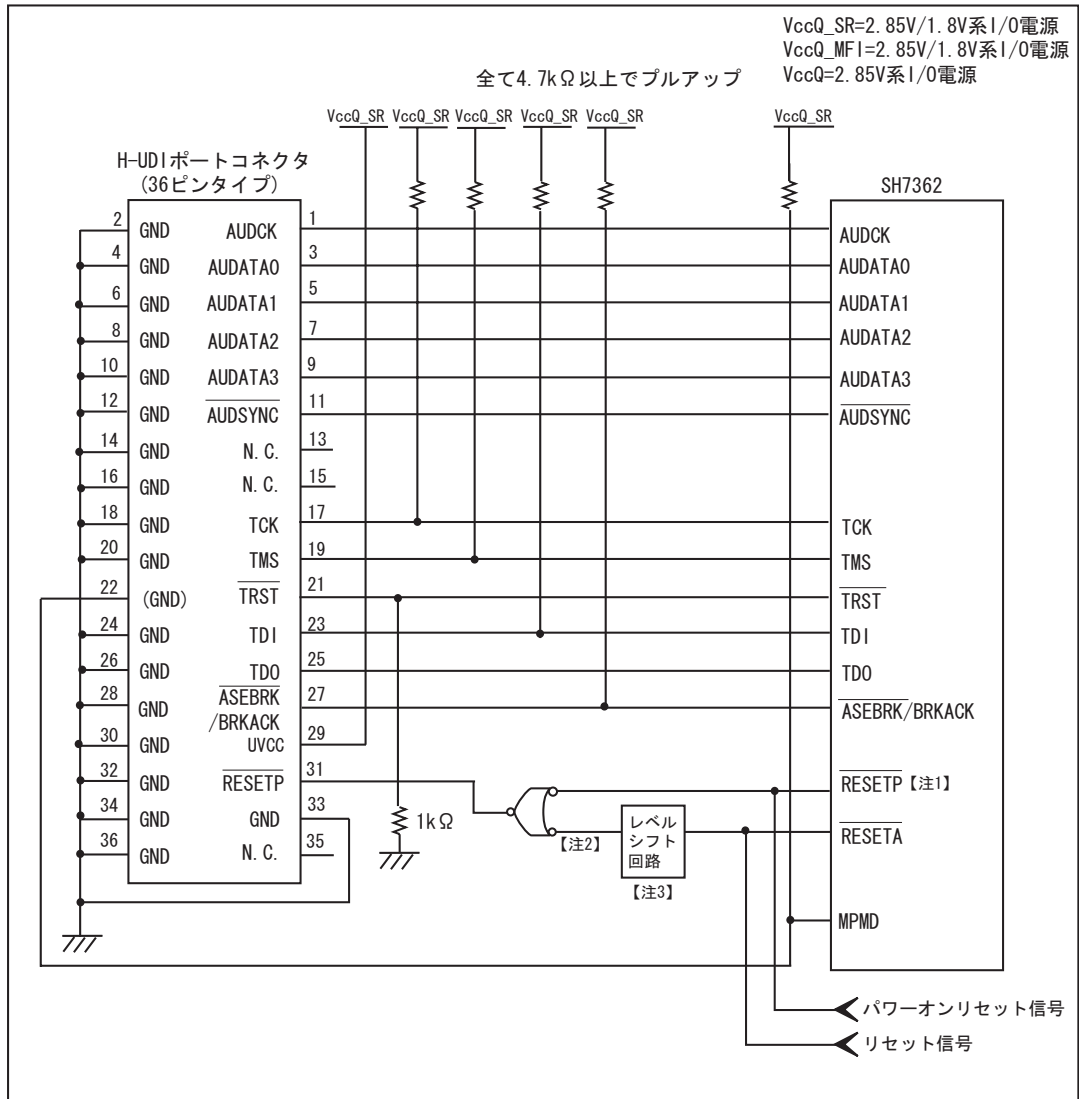 VccQ_SR=2.85V/1.8V系I/O電源
VccQ_MFI=2.85V/1.8V系I/O電源
VccQ=2.85V系I/O電源
全て4.7kΩ以上でプルアップ
VccQ_SR VccQ_SR VccQ_SR VccQ_SR VccQ_SR VccQ_SR
H-UDIポートコネクタ
(36ピンタイプ)
SH7362
2 GND AUDCK 1 AUDCK
4 GND AUDATA0 3 AUDATA0
6 GND AUDATA1 5 AUDATA1
8 GND AUDATA2 7 AUDATA2
10 GND AUDATA3 9 AUDATA3
12 GND AUDSYNC 11 AUDSYNC
14 GND N.C. 13
16 GND N.C. 15
18 GND TCK 17 TCK
20 GND TMS 19 TMS
22 (GND) TRST 21 TRST
24 GND TDI 23 TDI
26 GND TDO 25 TDO
28 GND ASEBRK 27 ASEBRK/BRKACK
/BRKACK
30 GND UVCC 29
32 GND RESETP 31 RESETP【注1】
34 GND GND 33
36 GND N.C. 35
1kΩ
【注2】
レベル
シフト
回路
【注3】
RESETA
MPMD
パワーオンリセット信号
リセット信号